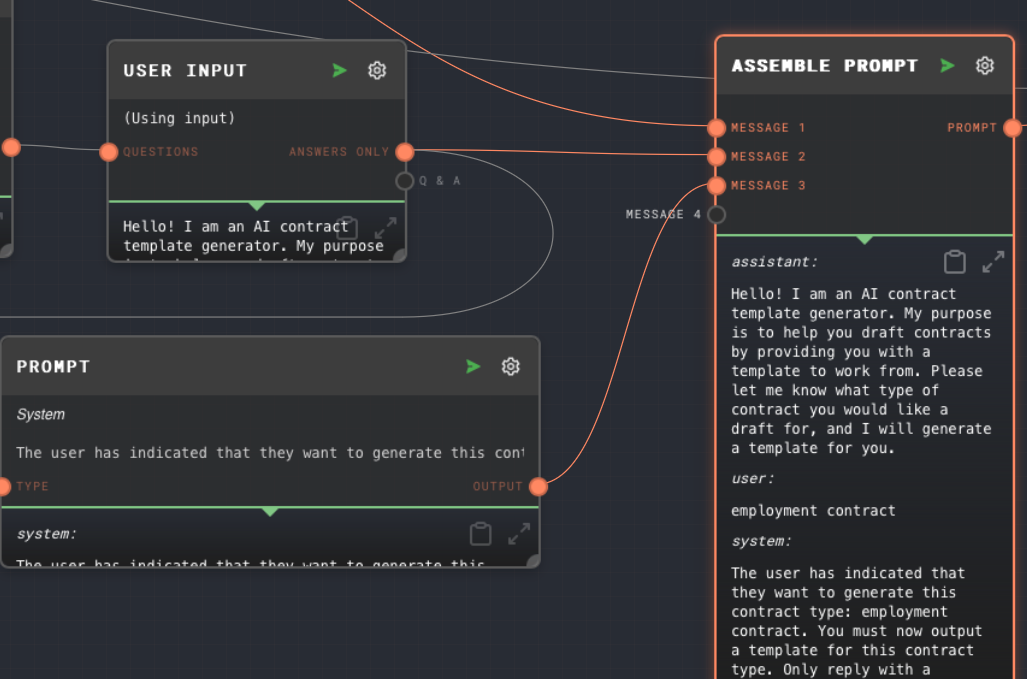 USER INPUT
(Using input)
QUESTIONS
ANSWERS ONLY
Q & A
Hello! I am an AI contract
template generator. My purpose
PROMPT
System
The user has indicated that they want to generate this cont
TYPE
OUTPUT
system:
The user has indicated that they want to generate this
ASSEMBLE PROMPT
MESSAGE 1
PROMPT
MESSAGE 2
MESSAGE 3
MESSAGE 4
assistant:
Hello! I am an AI contract
template generator. My purpose
is to help you draft contracts
by providing you with a
template to work from. Please
let me know what type of
contract you would like a
draft for, and I will generate
a template for you.
user:
employment contract
system:
The user has indicated that
they want to generate this
contract type: employment
contract. You must now output
a template for this contract
type. Only reply with a